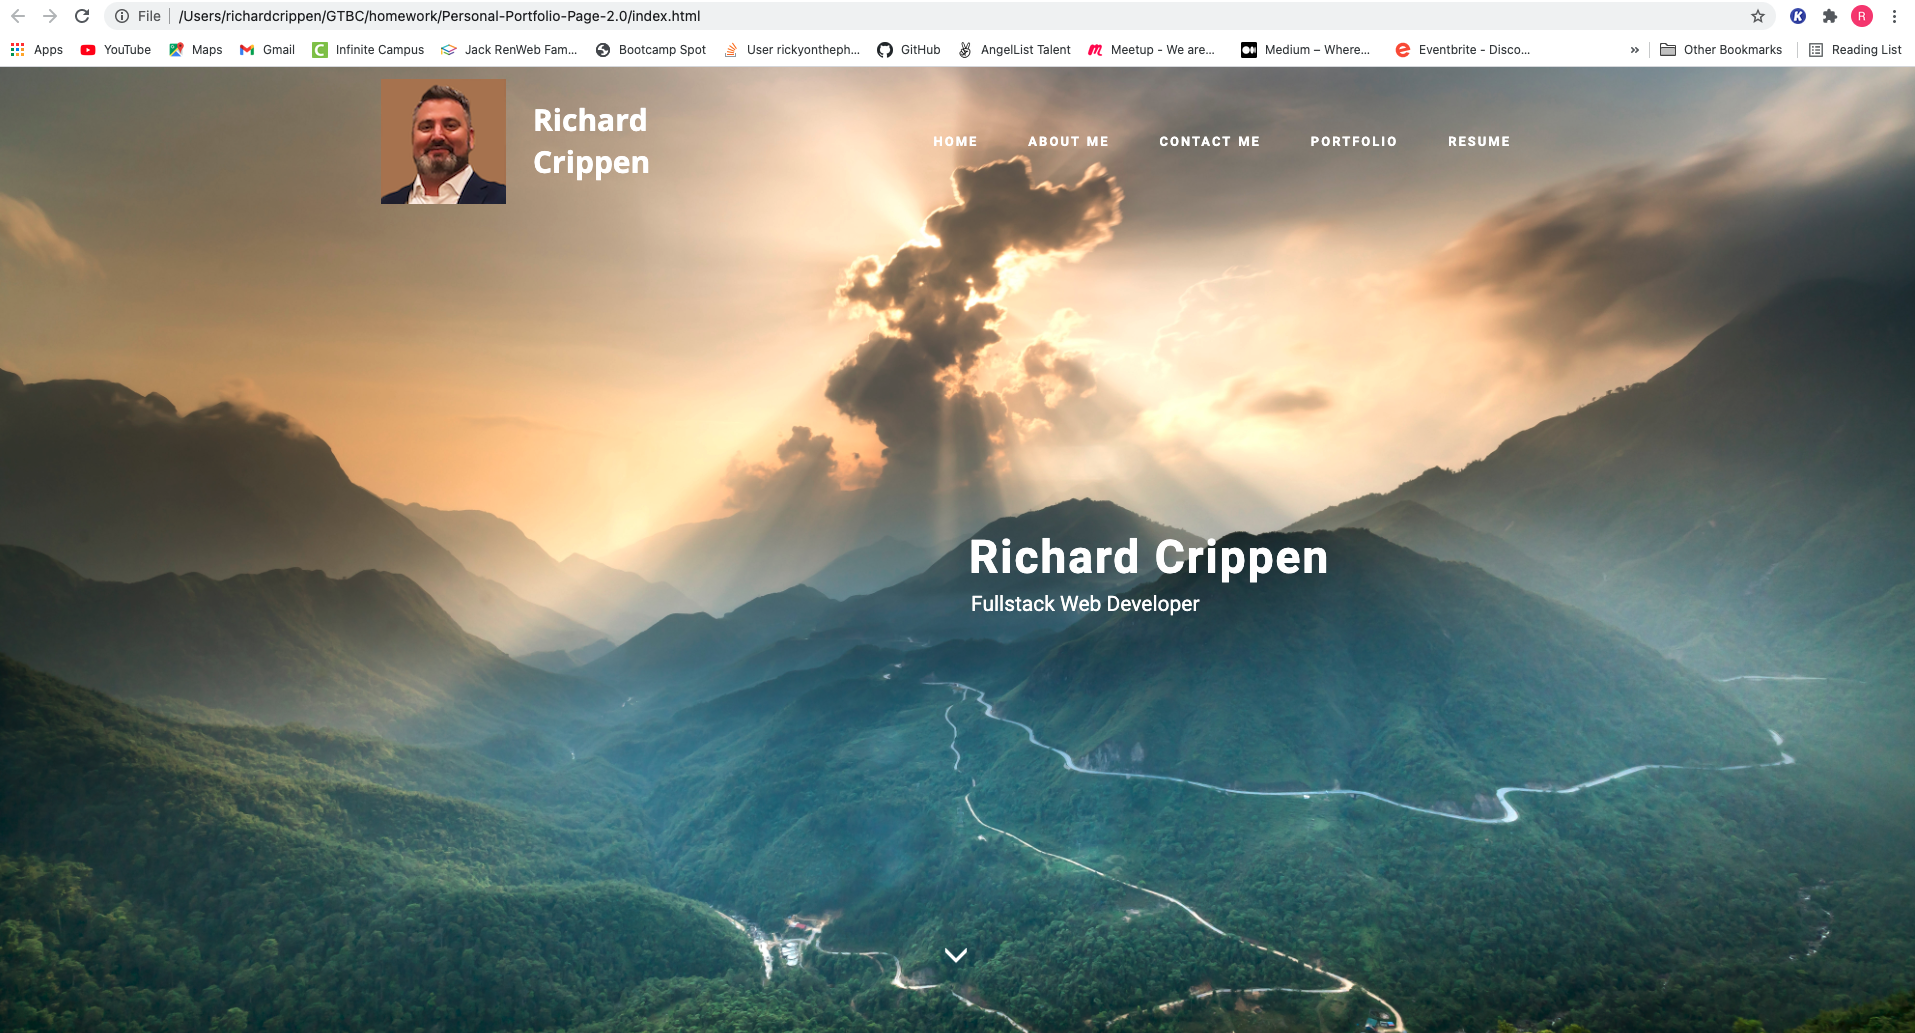 File /Users/richardcrippen/GTBC/homework/Personal-Portfolio-Page-2.0/index.html K R
Apps YouTube Maps Gmail C Infinite Campus Jack RenWeb Fam... Bootcamp Spot User rickyontheph... GitHub AngelList Talent Meetup - We are... Medium – Where... Eventbrite - Disco... » Other Bookmarks Reading List
Richard
Crippen
HOME ABOUT ME CONTACT ME PORTFOLIO RESUME
Richard Crippen
Fullstack Web Developer